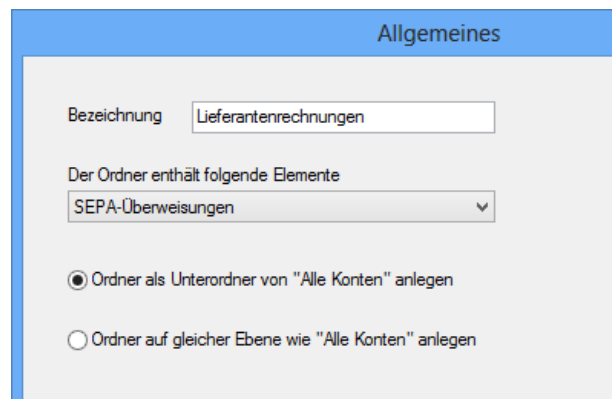 Allgemeines
Bezeichnung Lieferantenrechnungen
Der Ordner enthält folgende Elemente
SEPA-Überweisungen
Ordner als Unterordner von "Alle Konten" anlegen
Ordner auf gleicher Ebene wie "Alle Konten" anlegen